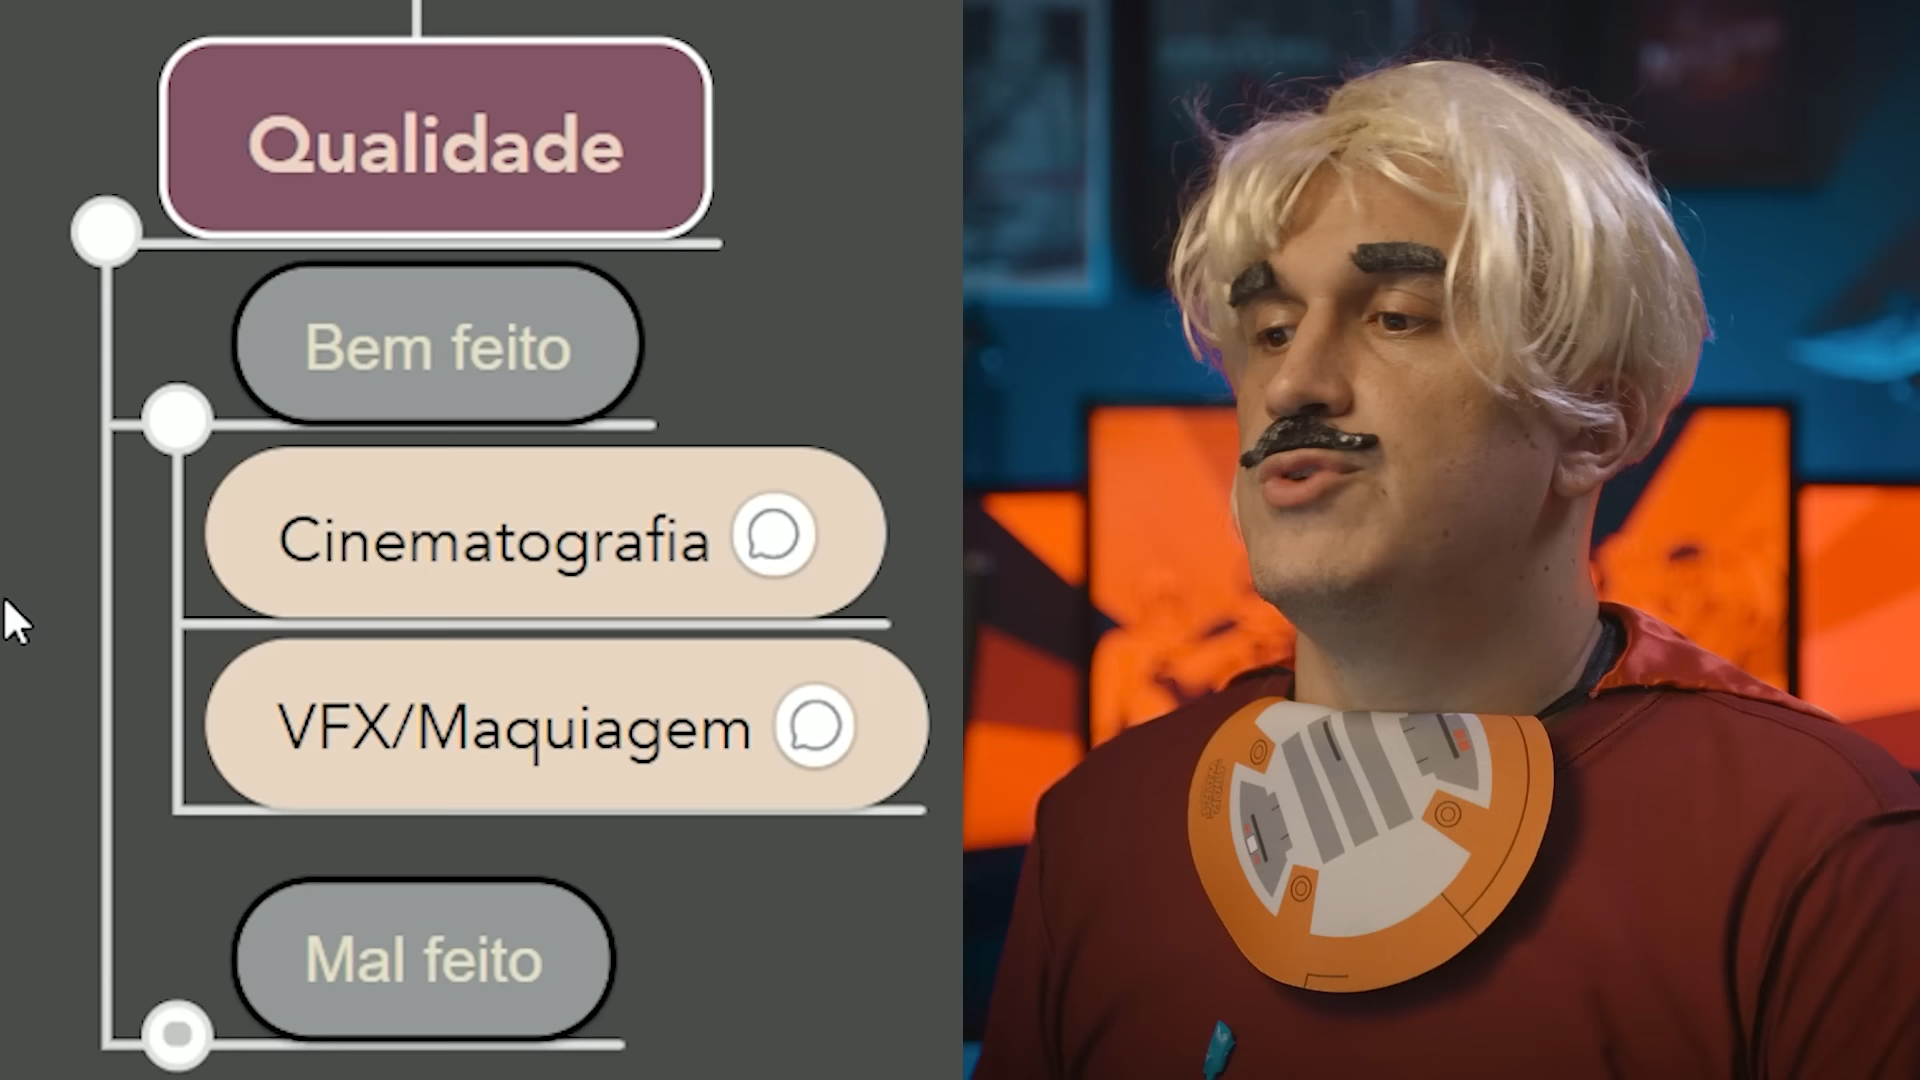 Qualidade
Bem feito
Cinematografia
VFX/Maquiagem
Mal feito